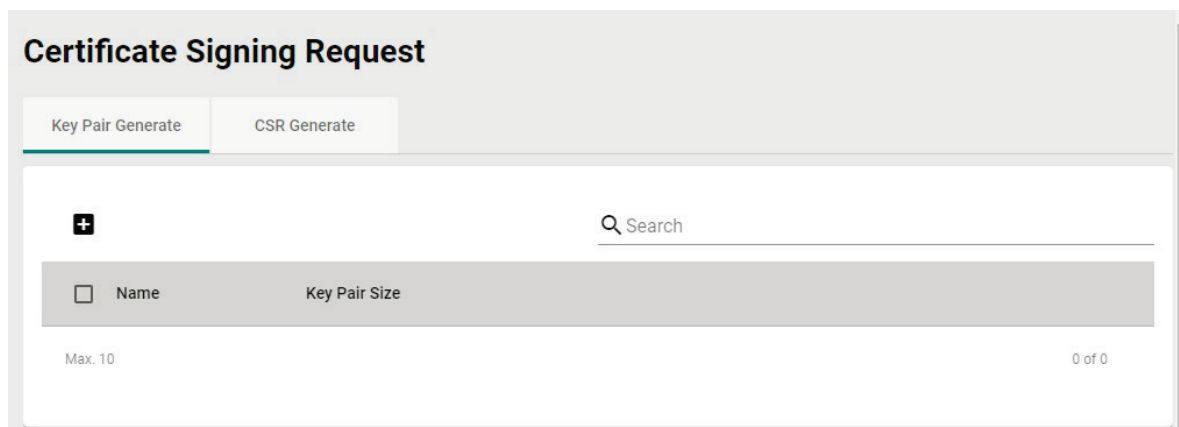 Certificate Signing Request
Key Pair Generate CSR Generate
Search
Name Key Pair Size
Max. 10 0 of 0